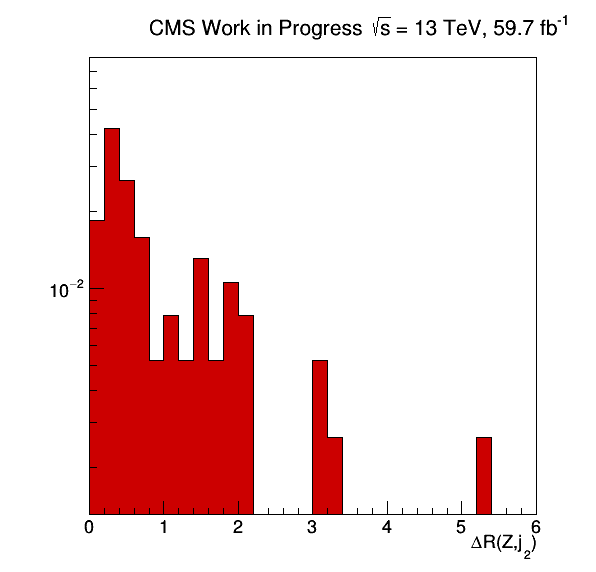 CMS Work in Progress √s = 13 TeV, 59.7 fb⁻¹
10⁻²
0 1 2 3 4 5 6
ΔR(Z,j₂)